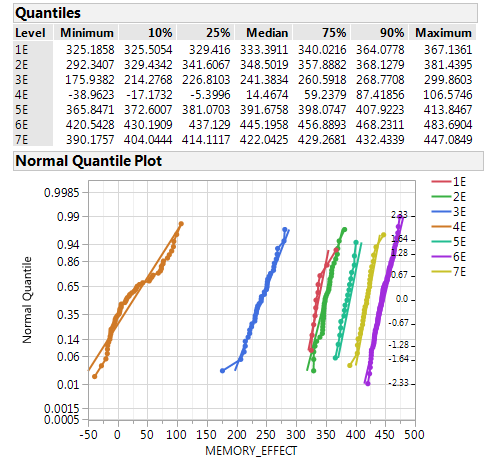 Quantiles
Level Minimum 10% 25% Median 75% 90% Maximum
1E 325.1858 325.5054 329.416 333.3911 340.0216 364.0778 367.1361
2E 292.3407 329.4342 341.6067 348.5019 357.8882 368.1279 381.4395
3E 175.9382 214.2768 226.8103 241.3834 260.5918 268.7708 299.8603
4E -38.9623 -17.1732 -5.3996 14.4674 59.2379 87.41856 106.5746
5E 365.8471 372.6007 381.0703 391.6758 398.0747 407.9223 413.8467
6E 420.5428 430.1909 437.129 445.1958 456.8893 468.2311 483.6904
7E 390.1757 404.0444 414.1117 422.0425 429.2681 432.4339 447.0849
Normal Quantile Plot
0.9985
0.99
0.94
0.86
0.65
0.35
0.14
0.06
0.01
0.0015
0.0005
Normal Quantile
2.33
1.64
1.28
0.67
0.0
-0.67
-1.28
-1.64
-2.33
1E
2E
3E
4E
5E
6E
7E
-50 0 50 100 150 200 250 300 350 400 450 500
MEMORY_EFFECT